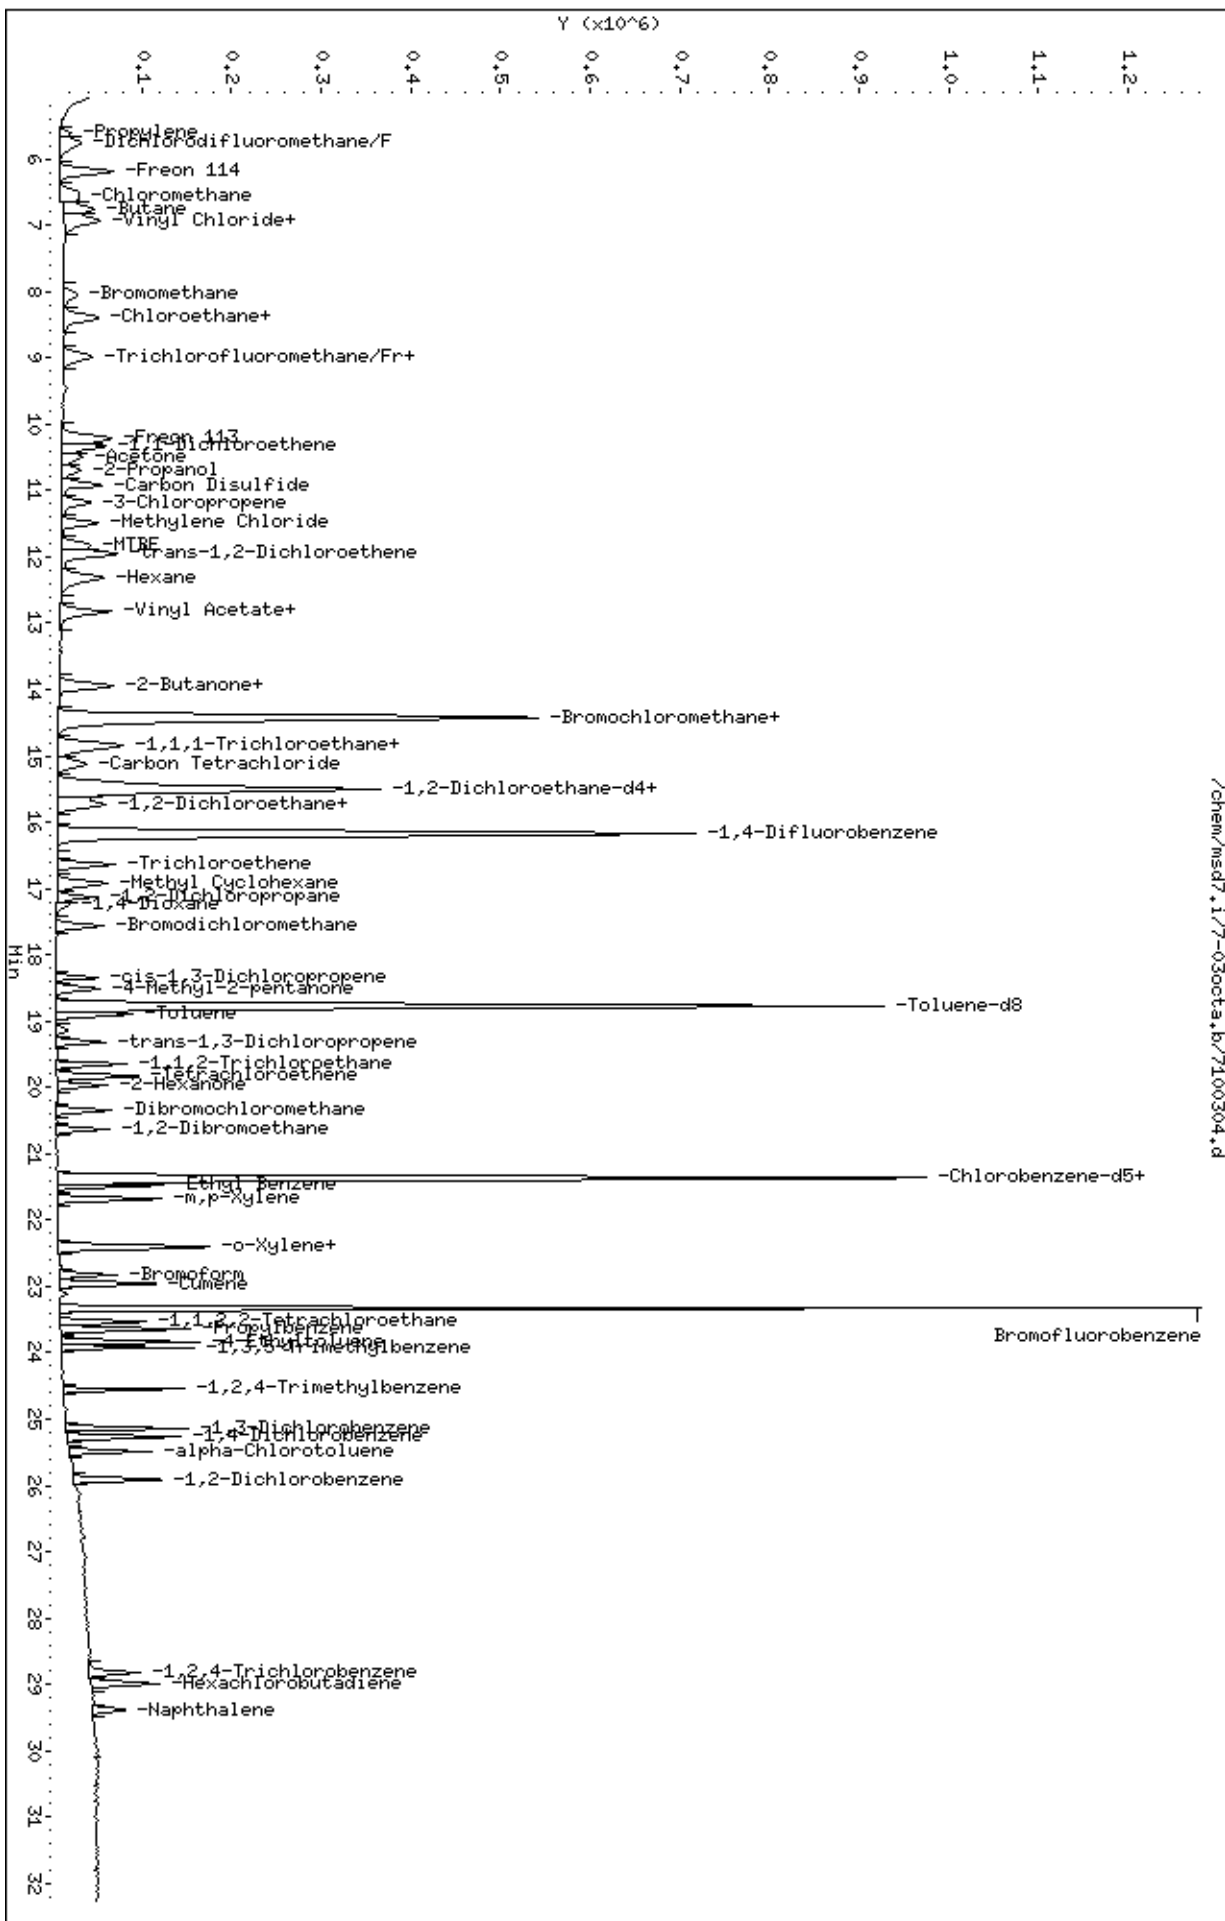 Y (x10^6)
0.1
0.2
0.3
0.4
0.5
0.6
0.7
0.8
0.9
1.0
1.1
1.2
-Propylene
-Dichlorodifluoromethane/F
6
-Freon 114
-Chloromethane
-Butane
-Vinyl Chloride+
7
8
-Bromomethane
-Chloroethane+
9
-Trichlorofluoromethane/Fr+
10
-Freon 113
-1,1-Dichloroethene
-Acetone
-2-Propanol
-Carbon Disulfide
11
-3-Chloropropene
-Methylene Chloride
-MTBE
-trans-1,2-Dichloroethene
12
-Hexane
-Vinyl Acetate+
13
-2-Butanone+
14
-Bromochloromethane+
-1,1,1-Trichloroethane+
15
-Carbon Tetrachloride
-1,2-Dichloroethane-d4+
-1,2-Dichloroethane+
16
-1,4-Difluorobenzene
-Trichloroethene
-Methyl Cyclohexane
17
-1,2-Dichloropropane
-1,4-Dioxane
-Bromodichloromethane
18
Min
-cis-1,3-Dichloropropene
-4-Methyl-2-pentanone
-Toluene-d8
-Toluene
19
-trans-1,3-Dichloropropene
-1,1,2-Trichloroethane
-Tetrachloroethene
-2-Hexanone
20
-Dibromochloromethane
-1,2-Dibromoethane
21
-Chlorobenzene-d5+
Ethyl Benzene
-m,p-Xylene
22
-o-Xylene+
-Bromoform
-Cumene
23
Bromofluorobenzene
-1,1,2,2-Tetrachloroethane
-Propylbenzene
-4-Ethyltoluene
-1,3,5-Trimethylbenzene
24
-1,2,4-Trimethylbenzene
25
-1,3-Dichlorobenzene
-1,4-Dichlorobenzene
-alpha-Chlorotoluene
-1,2-Dichlorobenzene
26
27
28
-1,2,4-Trichlorobenzene
-Hexachlorobutadiene
29
-Naphthalene
30
31
32
/chem/msd7.i/7-03octa.b/7100304.d